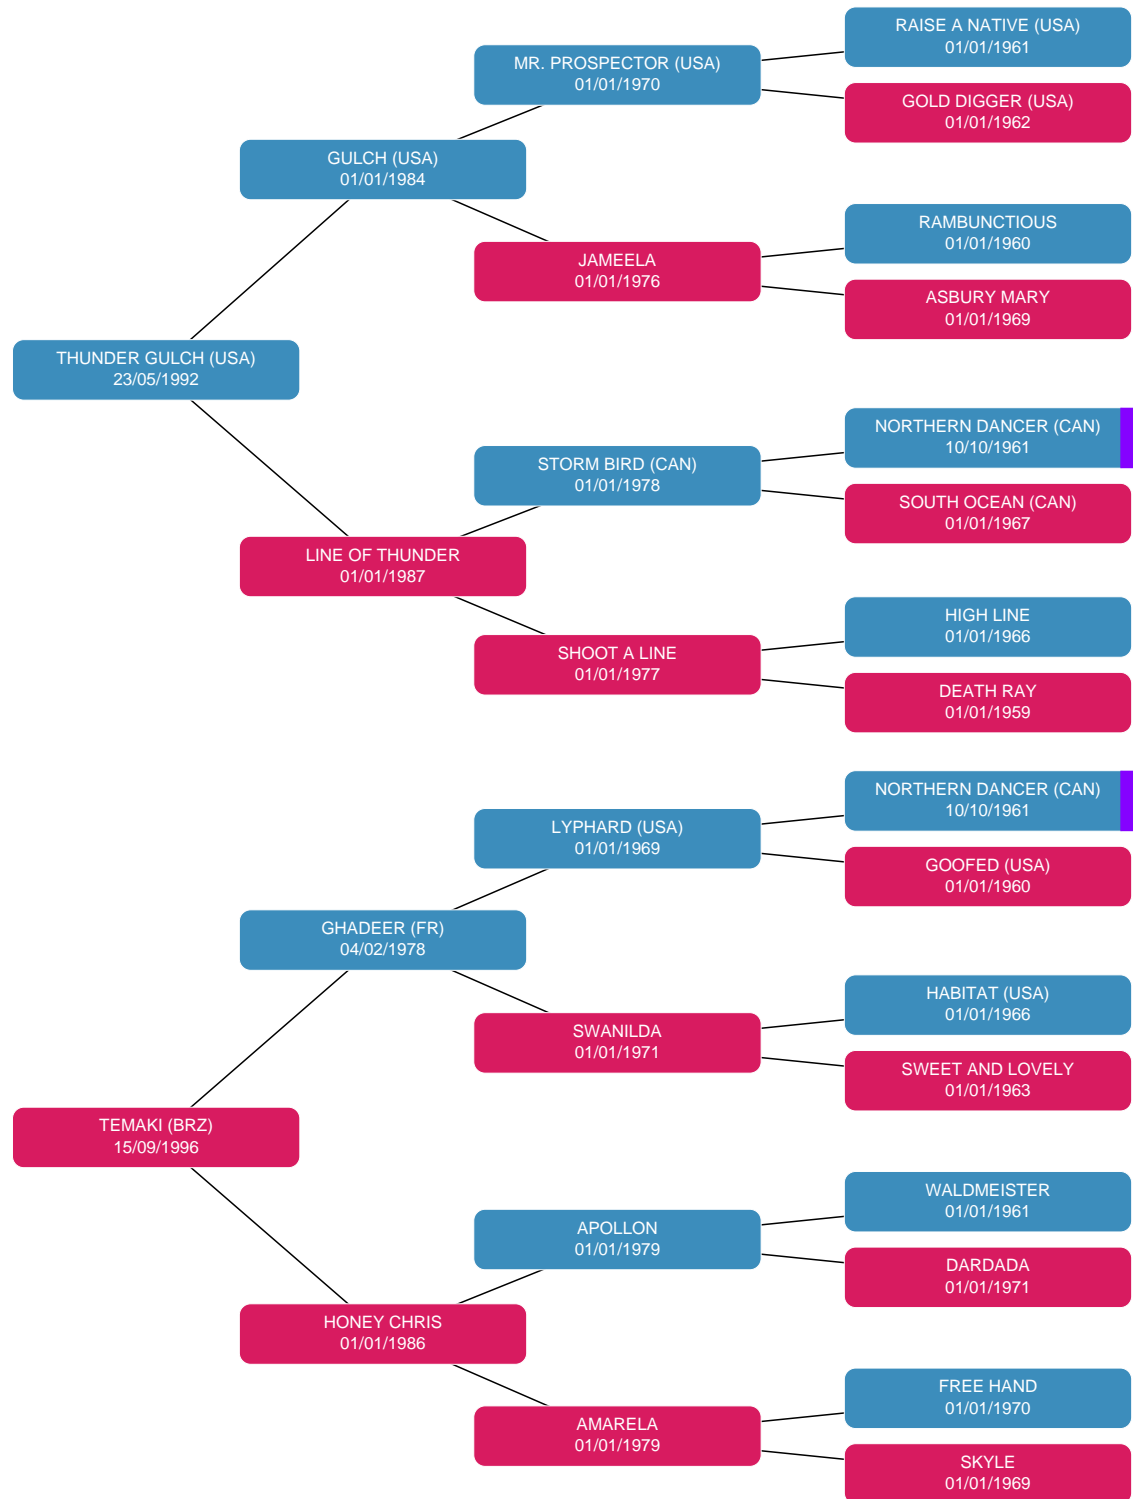 RAISE A NATIVE (USA)
01/01/1961
MR. PROSPECTOR (USA)
01/01/1970
GOLD DIGGER (USA)
01/01/1962
GULCH (USA)
01/01/1984
RAMBUNCTIOUS
01/01/1960
JAMEELA
01/01/1976
ASBURY MARY
01/01/1969
THUNDER GULCH (USA)
23/05/1992
NORTHERN DANCER (CAN)
10/10/1961
STORM BIRD (CAN)
01/01/1978
SOUTH OCEAN (CAN)
01/01/1967
LINE OF THUNDER
01/01/1987
HIGH LINE
01/01/1966
SHOOT A LINE
01/01/1977
DEATH RAY
01/01/1959
NORTHERN DANCER (CAN)
10/10/1961
LYPHARD (USA)
01/01/1969
GOOFED (USA)
01/01/1960
GHADEER (FR)
04/02/1978
HABITAT (USA)
01/01/1966
SWANILDA
01/01/1971
SWEET AND LOVELY
01/01/1963
TEMAKI (BRZ)
15/09/1996
WALDMEISTER
01/01/1961
APOLLON
01/01/1979
DARDADA
01/01/1971
HONEY CHRIS
01/01/1986
FREE HAND
01/01/1970
AMARELA
01/01/1979
SKYLE
01/01/1969